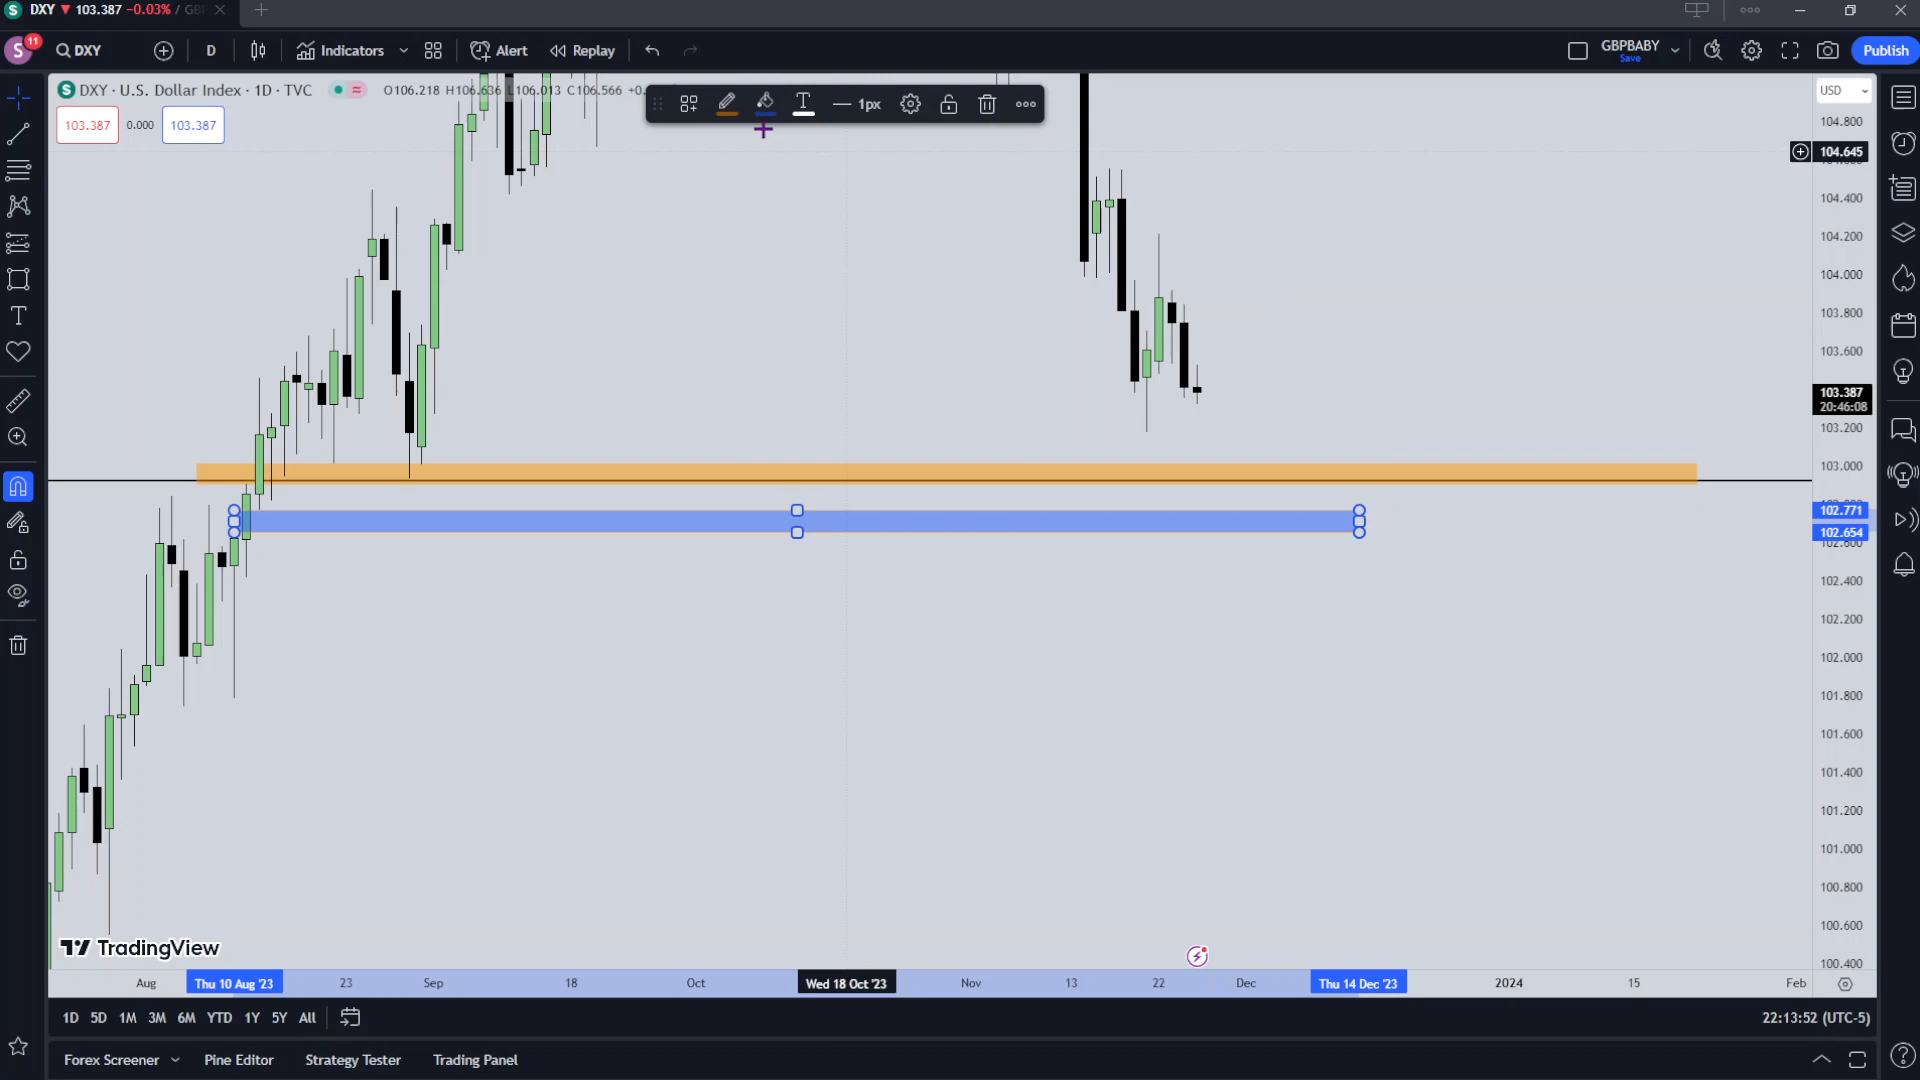 DXY ▼ 103.387 −0.03% / GBP
S 11 DXY D Indicators Alert Replay GBPBABY Save Publish
DXY · U.S. Dollar Index · 1D · TVC O106.218 H106.636 L106.013 C106.566
103.387 0.000 103.387
1px
USD
104.800
104.645
104.400
104.200
104.000
103.800
103.600
103.387
20:46:08
103.200
103.000
102.771
102.654
102.600
102.400
102.200
102.000
101.800
101.600
101.400
101.200
101.000
100.800
100.600
100.400
TradingView
Aug Thu 10 Aug '23 23 Sep 18 Oct Wed 18 Oct '23 Nov 13 22 Dec Thu 14 Dec '23 2024 15 Feb
1D 5D 1M 3M 6M YTD 1Y 5Y All 22:13:52 (UTC-5)
Forex Screener Pine Editor Strategy Tester Trading Panel